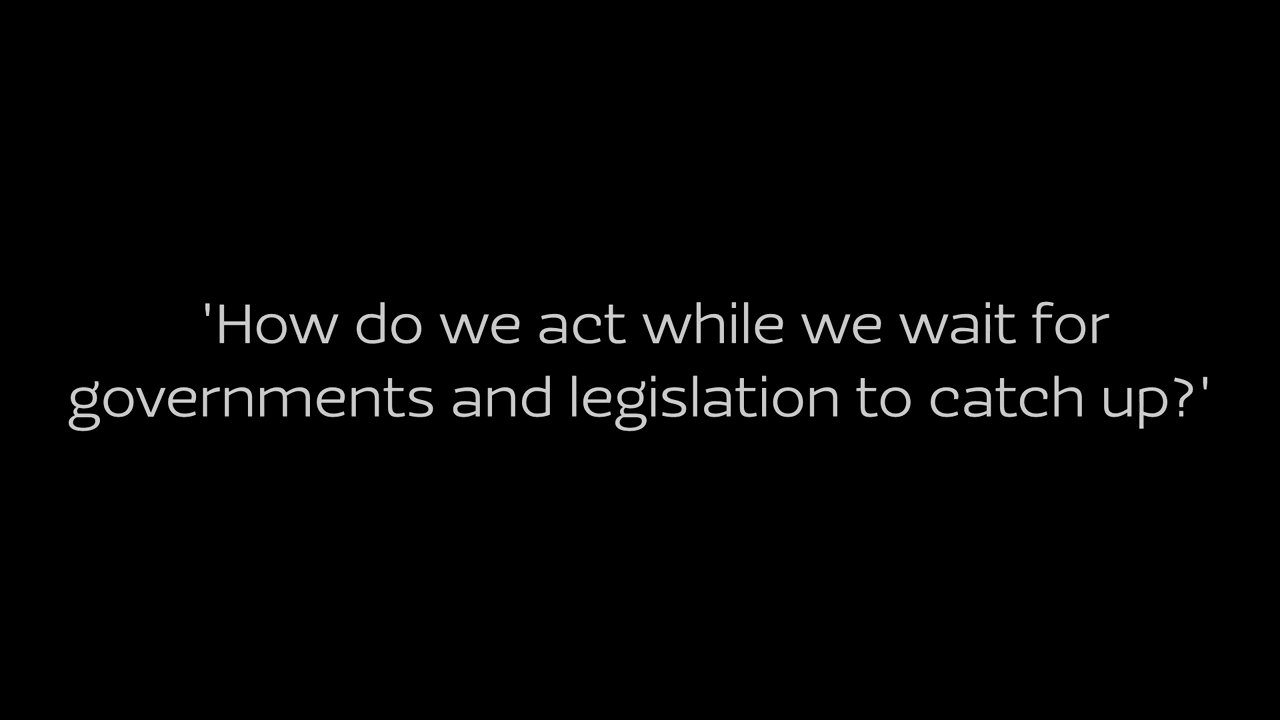 'How do we act while we wait for
governments and legislation to catch up?'